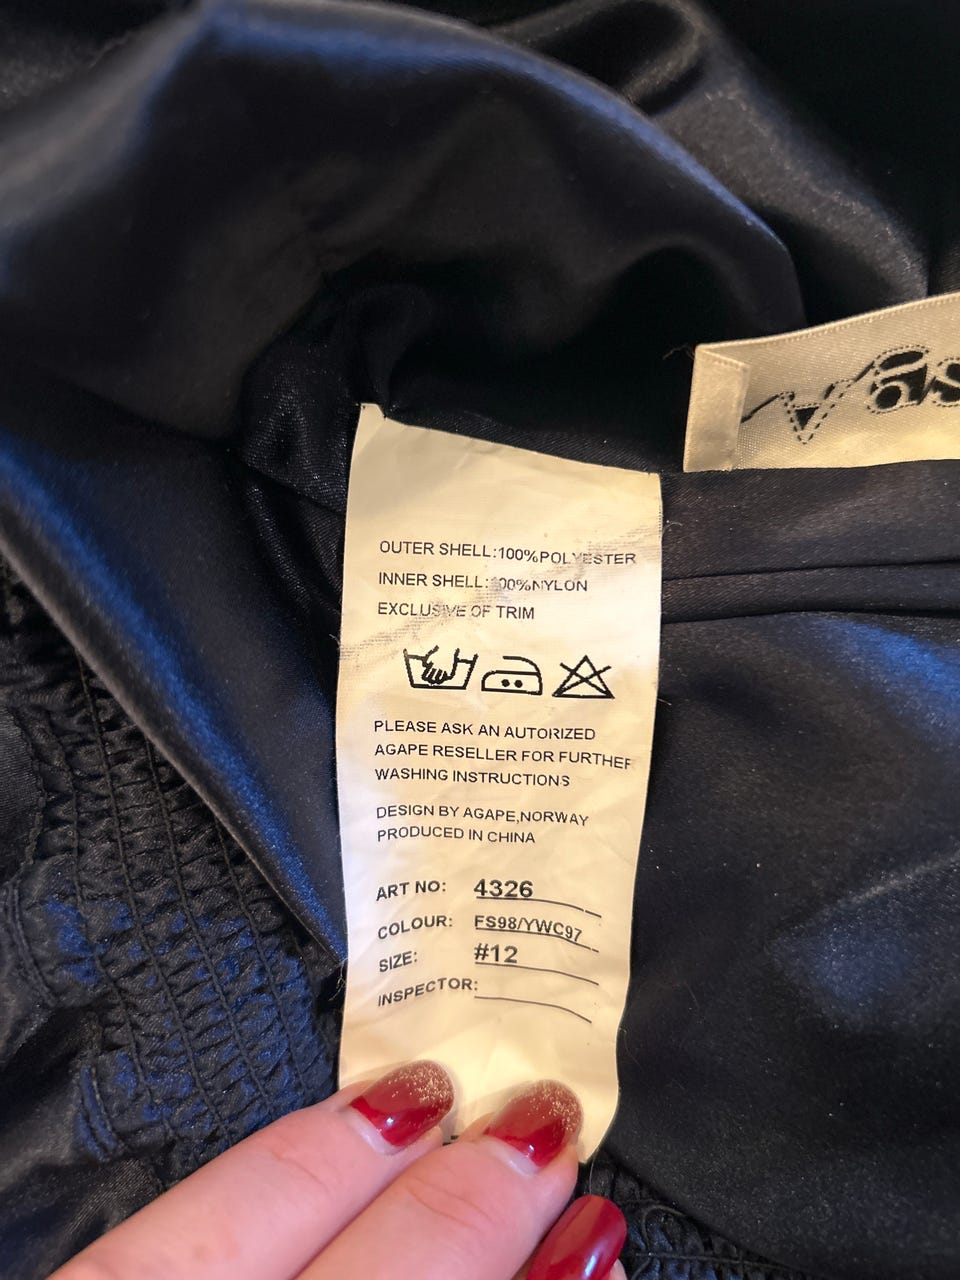 OUTER SHELL:100%POLYESTER
INNER SHELL:100%NYLON
EXCLUSIVE OF TRIM
PLEASE ASK AN AUTORIZED
AGAPE RESELLER FOR FURTHER
WASHING INSTRUCTIONS
DESIGN BY AGAPE,NORWAY
PRODUCED IN CHINA
ART NO: 4326
COLOUR: FS98/YWC97
SIZE: #12
INSPECTOR: